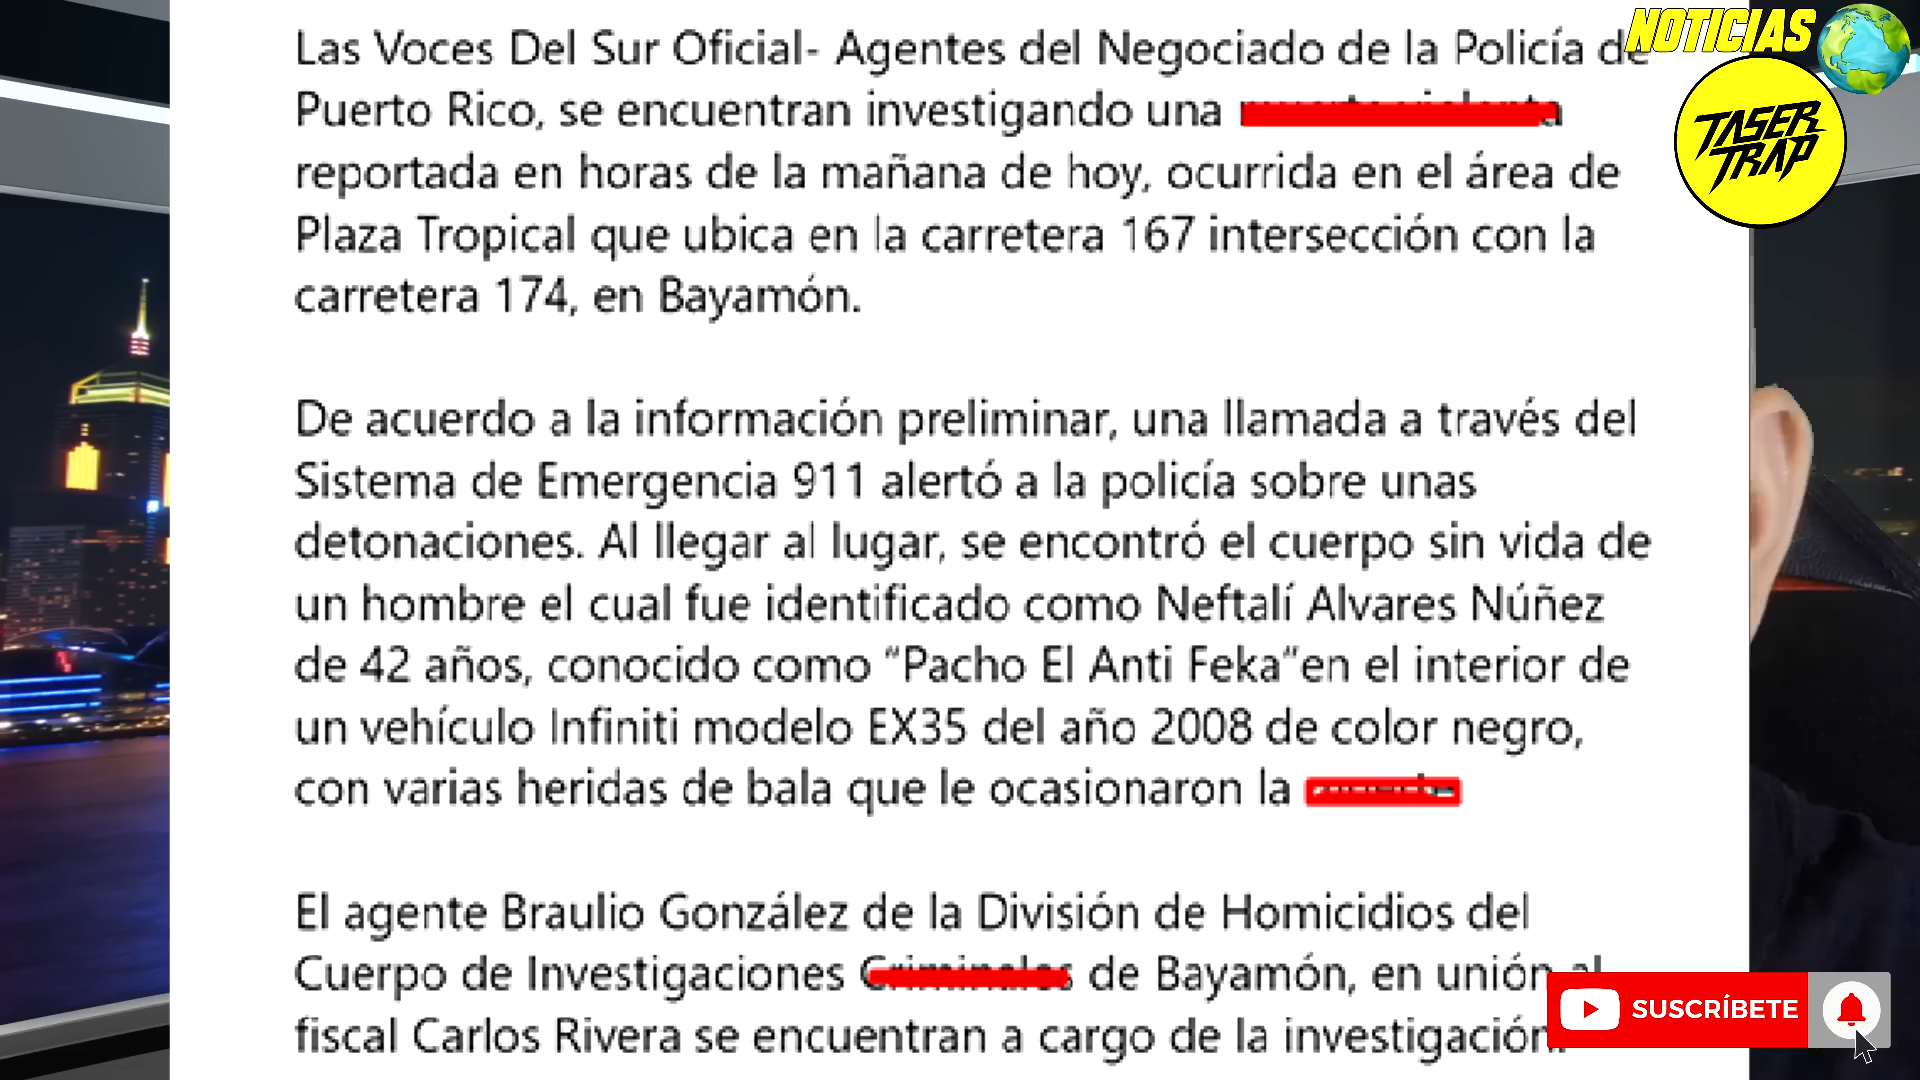 Las Voces Del Sur Oficial- Agentes del Negociado de la Policía de
Puerto Rico, se encuentran investigando una
reportada en horas de la mañana de hoy, ocurrida en el área de
Plaza Tropical que ubica en la carretera 167 intersección con la
carretera 174, en Bayamón.
De acuerdo a la información preliminar, una llamada a través del
Sistema de Emergencia 911 alertó a la policía sobre unas
detonaciones. Al llegar al lugar, se encontró el cuerpo sin vida de
un hombre el cual fue identificado como Neftalí Alvares Núñez
de 42 años, conocido como “Pacho El Anti Feka“en el interior de
un vehículo Infiniti modelo EX35 del año 2008 de color negro,
con varias heridas de bala que le ocasionaron la
El agente Braulio González de la División de Homicidios del
Cuerpo de Investigaciones Criminales de Bayamón, en unión al
fiscal Carlos Rivera se encuentran a cargo de la investigación.
NOTICIAS
TASER
TRAP
SUSCRÍBETE